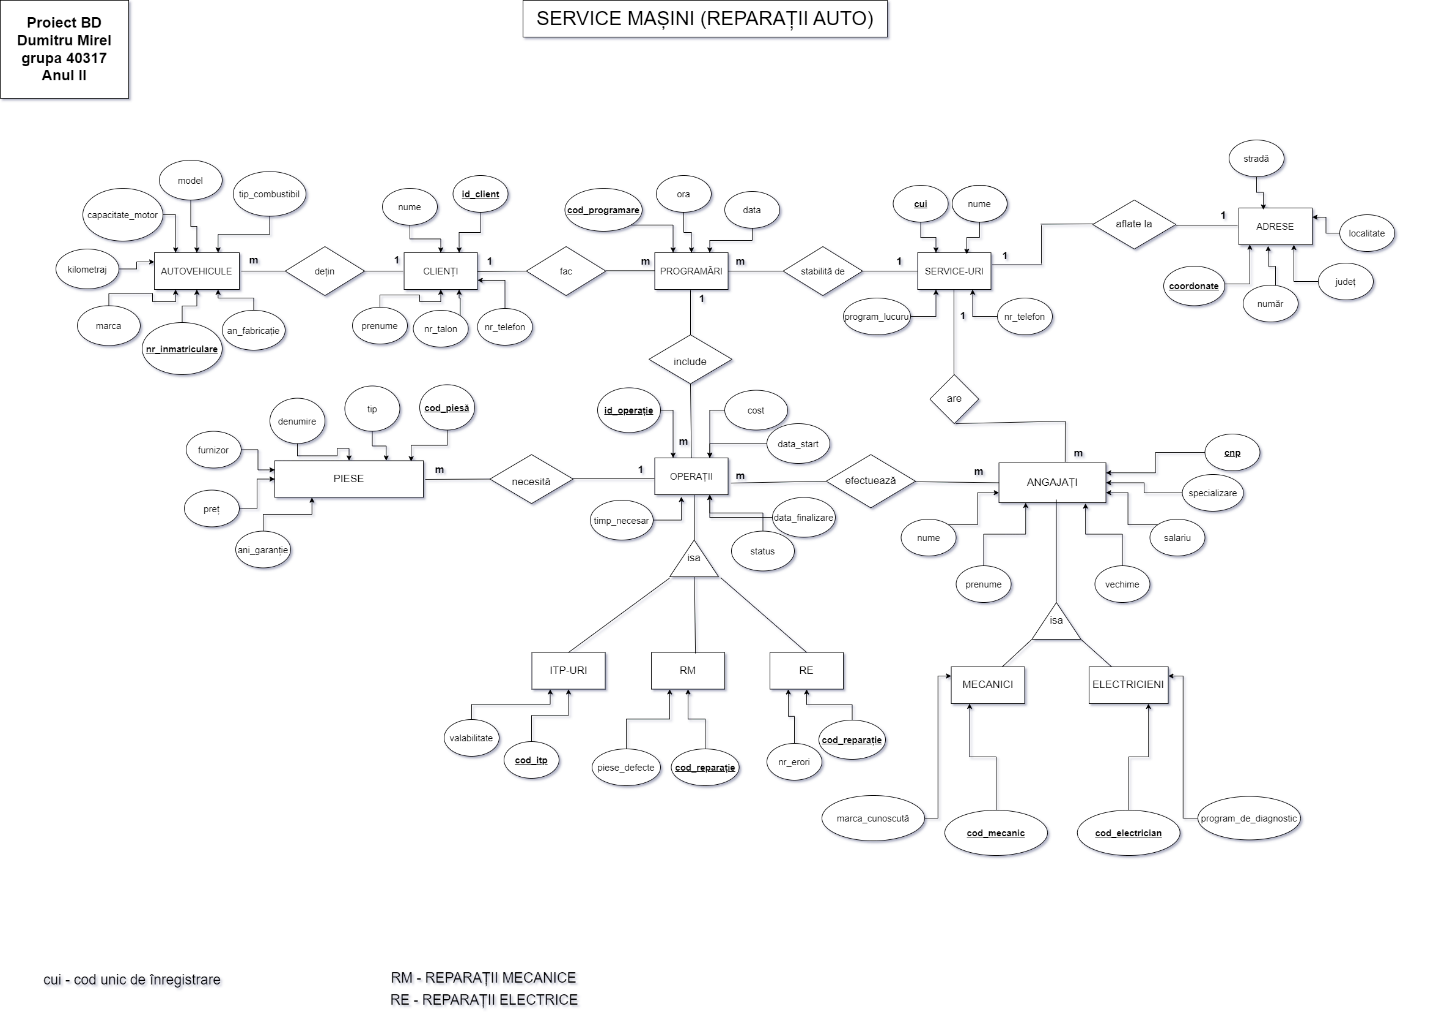 Proiect BD
Dumitru Mirel
grupa 40317
Anul II
SERVICE MAȘINI (REPARAȚII AUTO)
stradă
model
tip_combustibil
id_client
ora
cui
nume
nume
cod_programare
data
capacitate_motor
aflate la
1
ADRESE
localitate
kilometraj
AUTOVEHICULE
m
dețin
1
CLIENȚI
1
fac
m
PROGRAMĂRI
m
stabilită de
1
SERVICE-URI
1
coordonate
număr
județ
1
marca
nr_inmatriculare
an_fabricație
prenume
nr_talon
nr_telefon
program_lucuru
1
nr_telefon
include
are
denumire
tip
cod_piesă
id_operație
cost
furnizor
m
data_start
m
cnp
PIESE
m
necesită
1
OPERAȚII
m
efectuează
m
ANGAJAȚI
specializare
preț
timp_necesar
data_finalizare
nume
salariu
ani_garanție
status
isa
prenume
vechime
isa
ITP-URI
RM
RE
MECANICI
ELECTRICIENI
valabilitate
cod_itp
piese_defecte
cod_reparație
nr_erori
cod_reparație
marca_cunoscută
cod_mecanic
cod_electrician
program_de_diagnostic
cui - cod unic de înregistrare
RM - REPARAȚII MECANICE
RE - REPARAȚII ELECTRICE